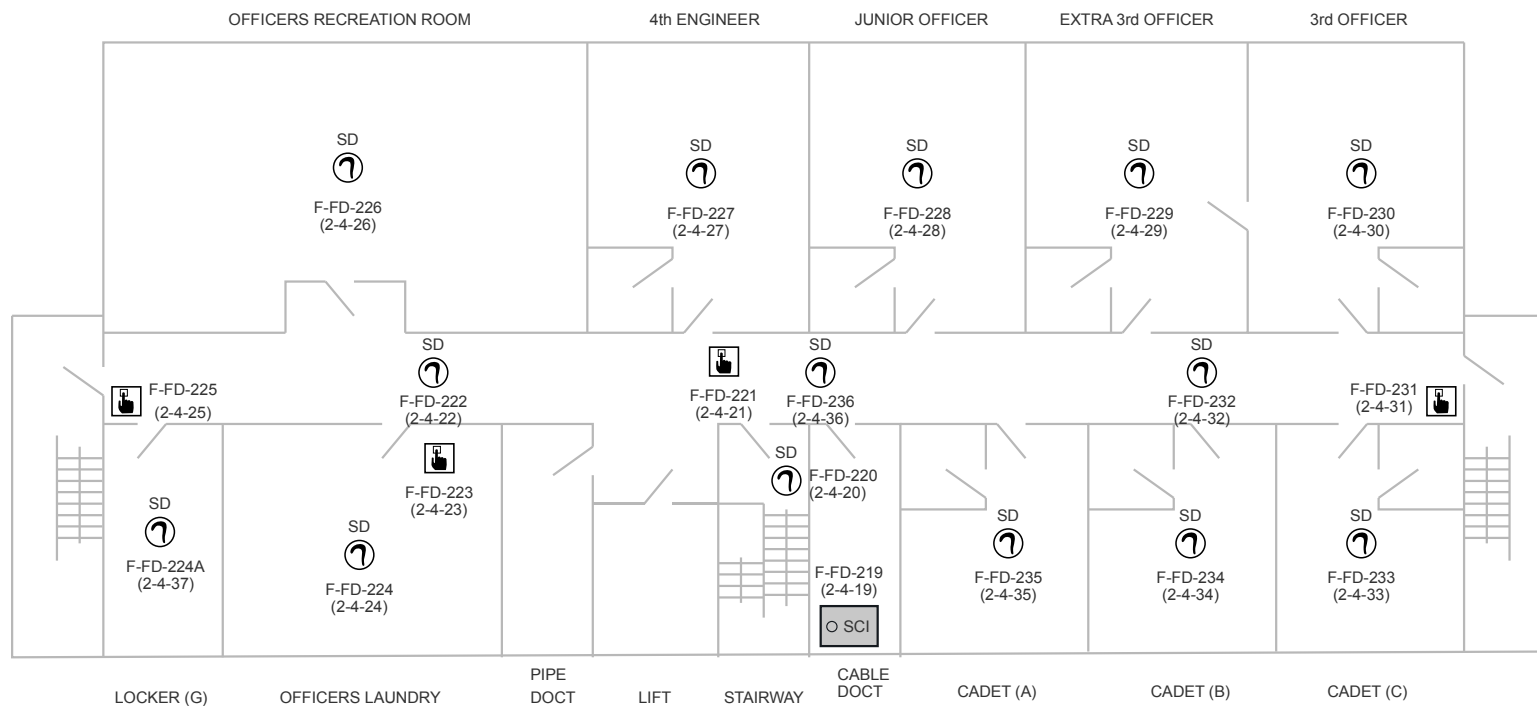 OFFICERS RECREATION ROOM
4th ENGINEER
JUNIOR OFFICER
EXTRA 3rd OFFICER
3rd OFFICER
SD
F-FD-226
(2-4-26)
SD
F-FD-227
(2-4-27)
SD
F-FD-228
(2-4-28)
SD
F-FD-229
(2-4-29)
SD
F-FD-230
(2-4-30)
F-FD-225
(2-4-25)
SD
F-FD-222
(2-4-22)
F-FD-221
(2-4-21)
SD
F-FD-236
(2-4-36)
SD
F-FD-232
(2-4-32)
F-FD-231
(2-4-31)
SD
F-FD-224A
(2-4-37)
F-FD-223
(2-4-23)
SD
F-FD-224
(2-4-24)
SD
F-FD-220
(2-4-20)
F-FD-219
(2-4-19)
SCI
SD
F-FD-235
(2-4-35)
SD
F-FD-234
(2-4-34)
SD
F-FD-233
(2-4-33)
LOCKER (G)
OFFICERS LAUNDRY
PIPE
DOCT
LIFT
STAIRWAY
CABLE
DOCT
CADET (A)
CADET (B)
CADET (C)